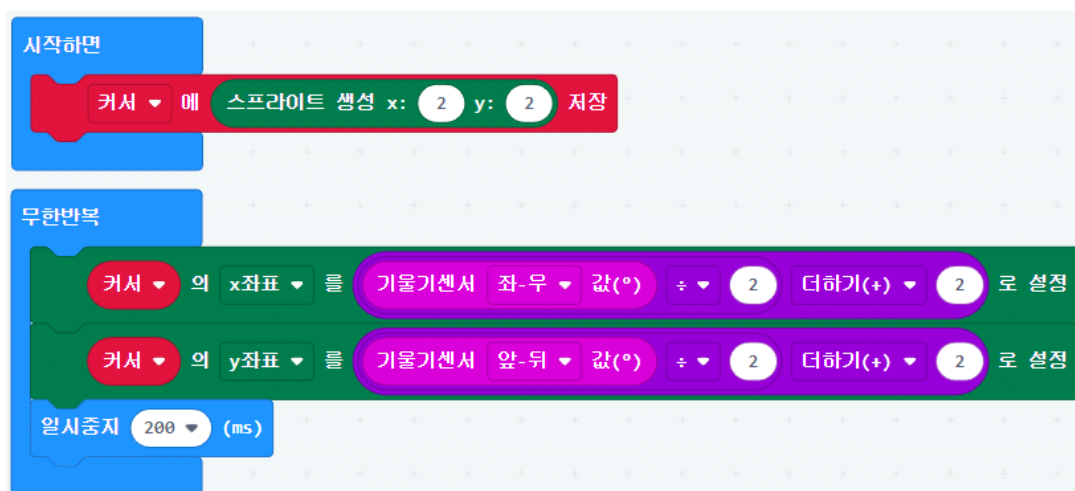 시작하면
커서 에 스프라이트 생성 x: 2 y: 2 저장
무한반복
커서 의 x좌표 를 기울기센서 좌-우 값(°) ÷ 2 더하기(+) 2 로 설정
커서 의 y좌표 를 기울기센서 앞-뒤 값(°) ÷ 2 더하기(+) 2 로 설정
일시중지 200 (ms)